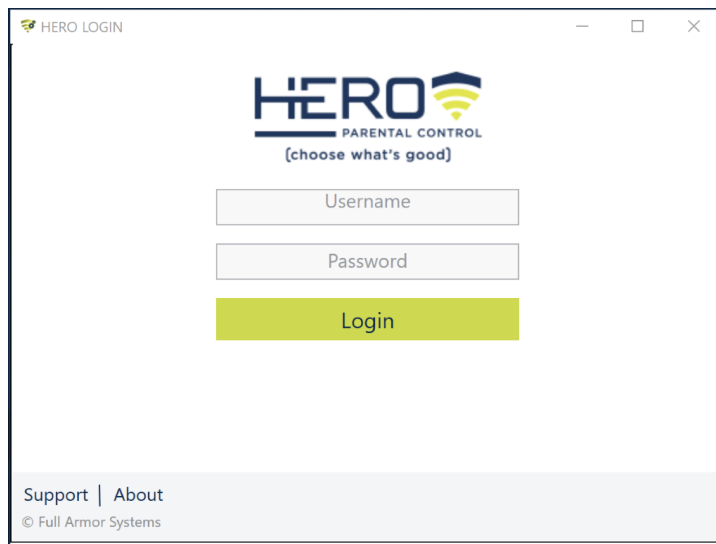 HERO LOGIN
HERO
PARENTAL CONTROL
(choose what's good)
Username
Password
Login
Support | About
© Full Armor Systems